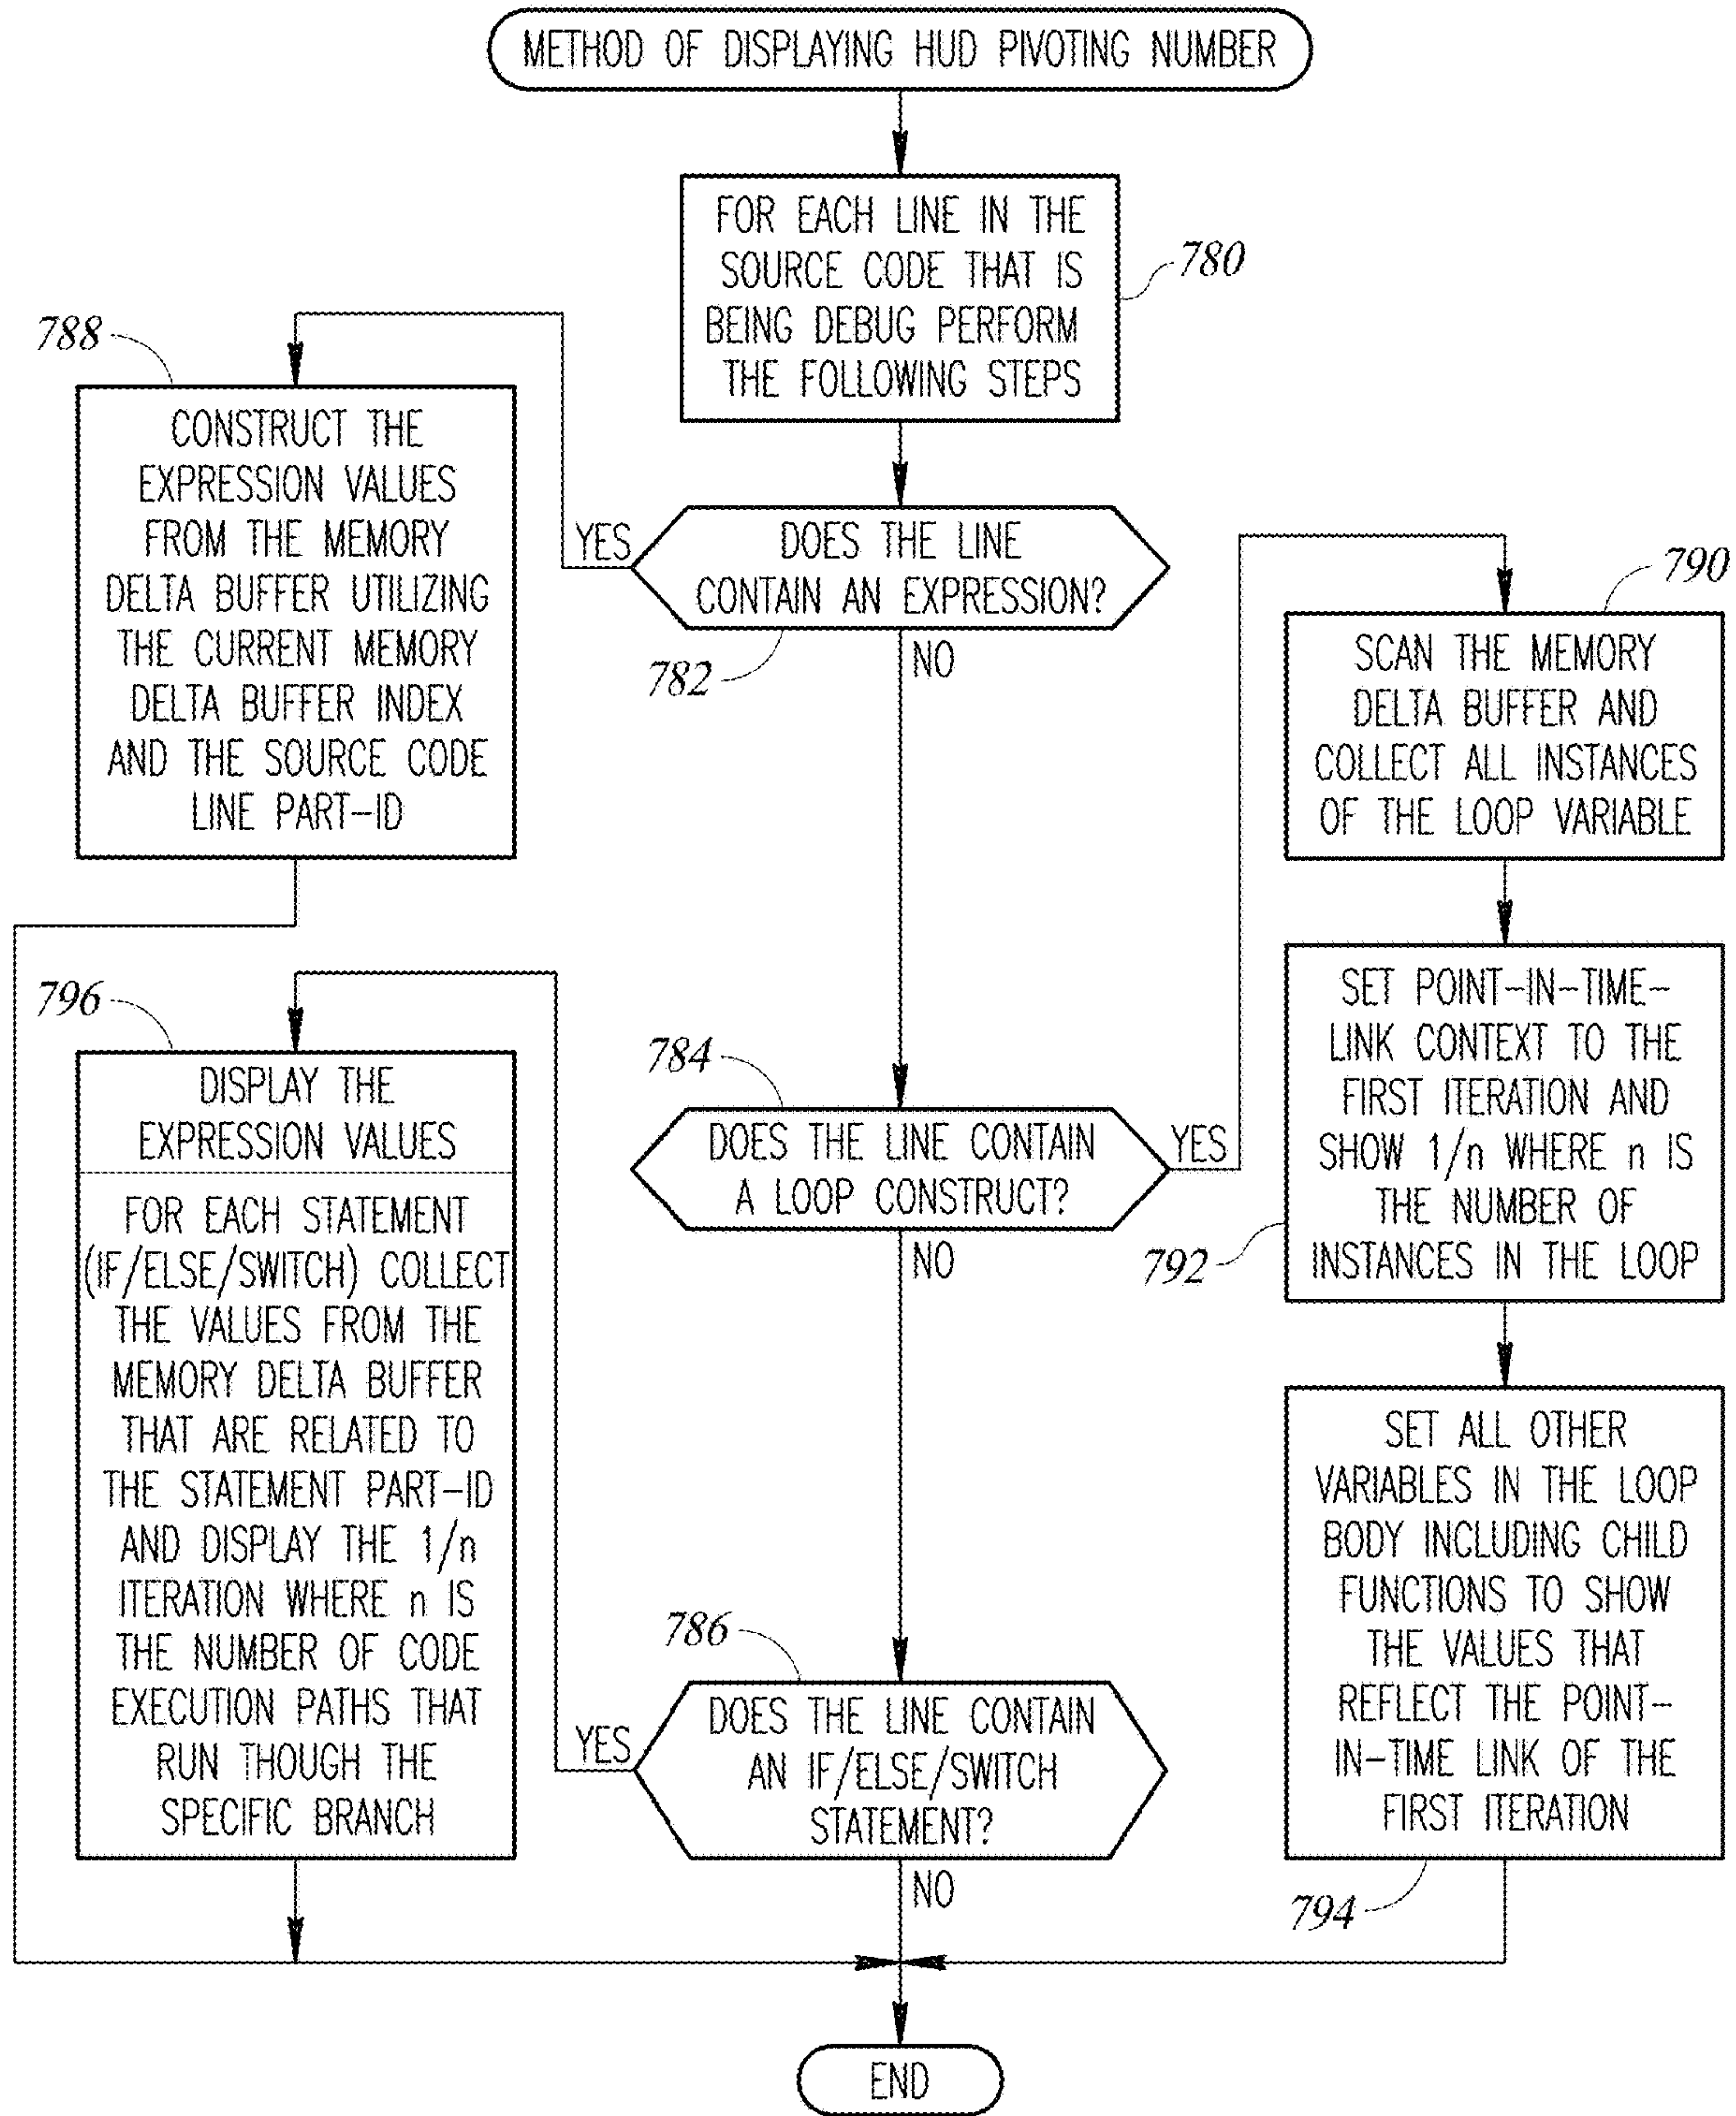 METHOD OF DISPLAYING HUD PIVOTING NUMBER
FOR EACH LINE IN THE
SOURCE CODE THAT IS
BEING DEBUG PERFORM
THE FOLLOWING STEPS
780
788
CONSTRUCT THE
EXPRESSION VALUES
FROM THE MEMORY
DELTA BUFFER UTILIZING
THE CURRENT MEMORY
DELTA BUFFER INDEX
AND THE SOURCE CODE
LINE PART-ID
YES
DOES THE LINE
CONTAIN AN EXPRESSION?
782
NO
790
SCAN THE MEMORY
DELTA BUFFER AND
COLLECT ALL INSTANCES
OF THE LOOP VARIABLE
SET POINT-IN-TIME-
LINK CONTEXT TO THE
FIRST ITERATION AND
SHOW 1/n WHERE n IS
THE NUMBER OF
INSTANCES IN THE LOOP
792
784
DOES THE LINE CONTAIN
A LOOP CONSTRUCT?
YES
NO
796
DISPLAY THE
EXPRESSION VALUES
FOR EACH STATEMENT
(IF/ELSE/SWITCH) COLLECT
THE VALUES FROM THE
MEMORY DELTA BUFFER
THAT ARE RELATED TO
THE STATEMENT PART-ID
AND DISPLAY THE 1/n
ITERATION WHERE n IS
THE NUMBER OF CODE
EXECUTION PATHS THAT
RUN THOUGH THE
SPECIFIC BRANCH
SET ALL OTHER
VARIABLES IN THE LOOP
BODY INCLUDING CHILD
FUNCTIONS TO SHOW
THE VALUES THAT
REFLECT THE POINT-
IN-TIME LINK OF THE
FIRST ITERATION
794
786
YES
DOES THE LINE CONTAIN
AN IF/ELSE/SWITCH
STATEMENT?
NO
END